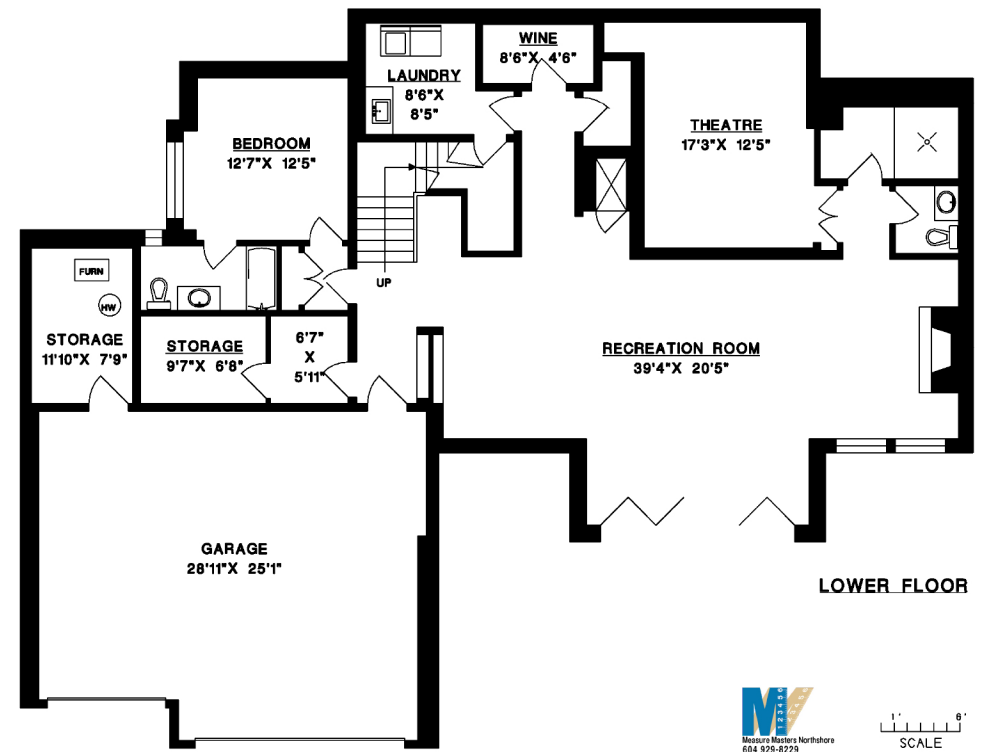 WINE
8'6"X 4'6"
LAUNDRY
8'6"X
8'5"
BEDROOM
12'7"X 12'5"
THEATRE
17'3"X 12'5"
UP
FURN
HW
STORAGE
11'10"X 7'9"
STORAGE
9'7"X 6'8"
6'7"
X
5'11"
RECREATION ROOM
39'4"X 20'5"
GARAGE
28'11"X 25'1"
LOWER FLOOR
M
123456
123456
Measure Masters Northshore
604 929-8229
1' 6'
SCALE